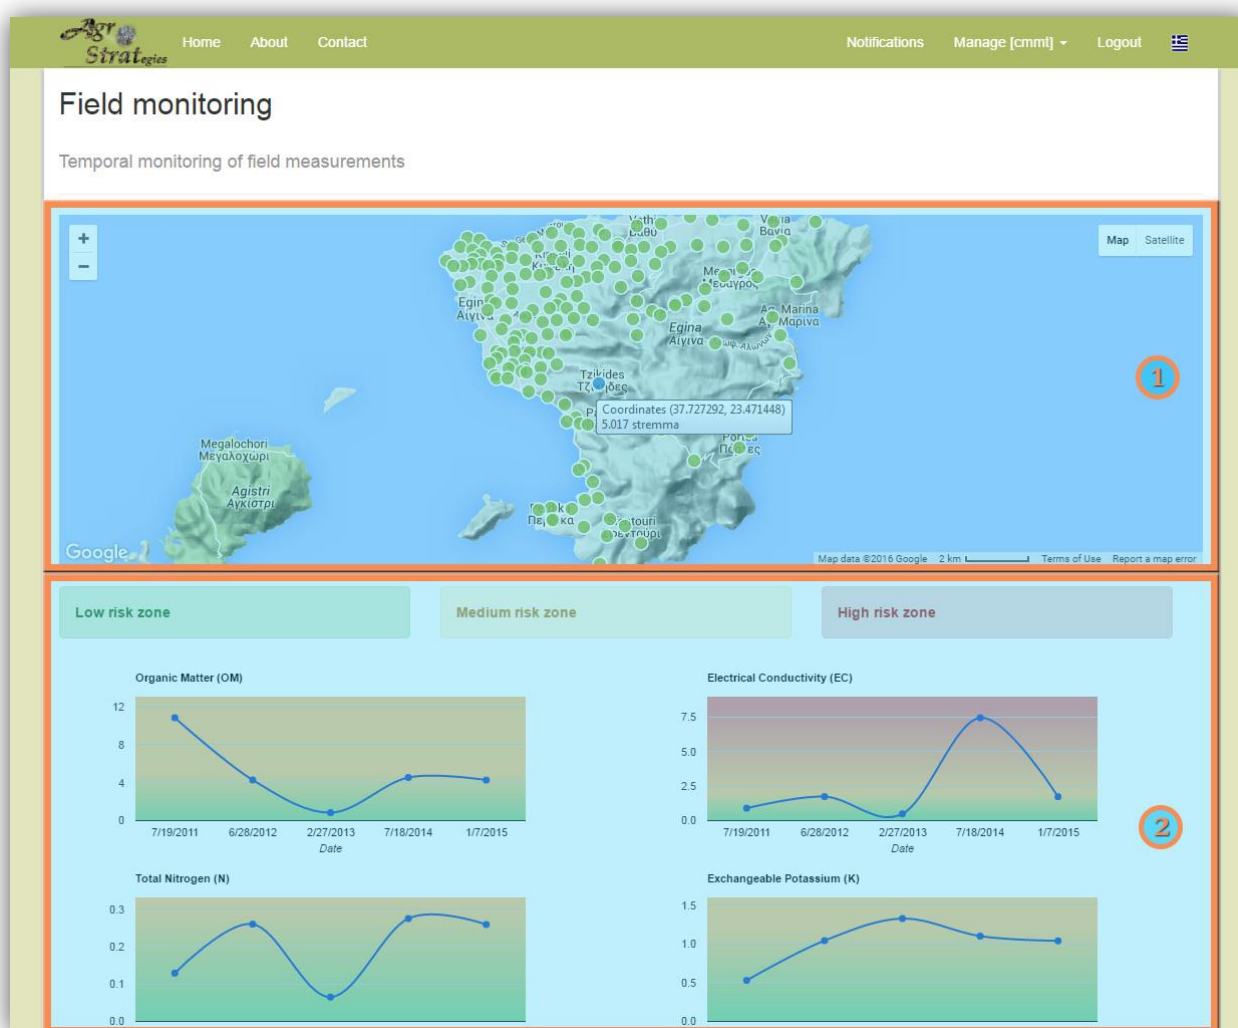 Agro
Strategies
Home About Contact
Notifications Manage [cmmt] Logout
Field monitoring
Temporal monitoring of field measurements
+
−
Map Satellite
Egina
Αίγινα
Tzikides
Coordinates (37.727292, 23.471448)
5.017 stremma
Megalochori
Μεγαλοχώρι
Agistri
Αγκίστρι
Google
Map data ©2016 Google 2 km Terms of Use Report a map error
1
Low risk zone Medium risk zone High risk zone
Organic Matter (OM)
12
8
4
0
7/19/2011 6/28/2012 2/27/2013 7/18/2014 1/7/2015
Date
Electrical Conductivity (EC)
7.5
5.0
2.5
0.0
7/19/2011 6/28/2012 2/27/2013 7/18/2014 1/7/2015
Date
2
Total Nitrogen (N)
0.3
0.2
0.1
0.0
Exchangeable Potassium (K)
1.5
1.0
0.5
0.0